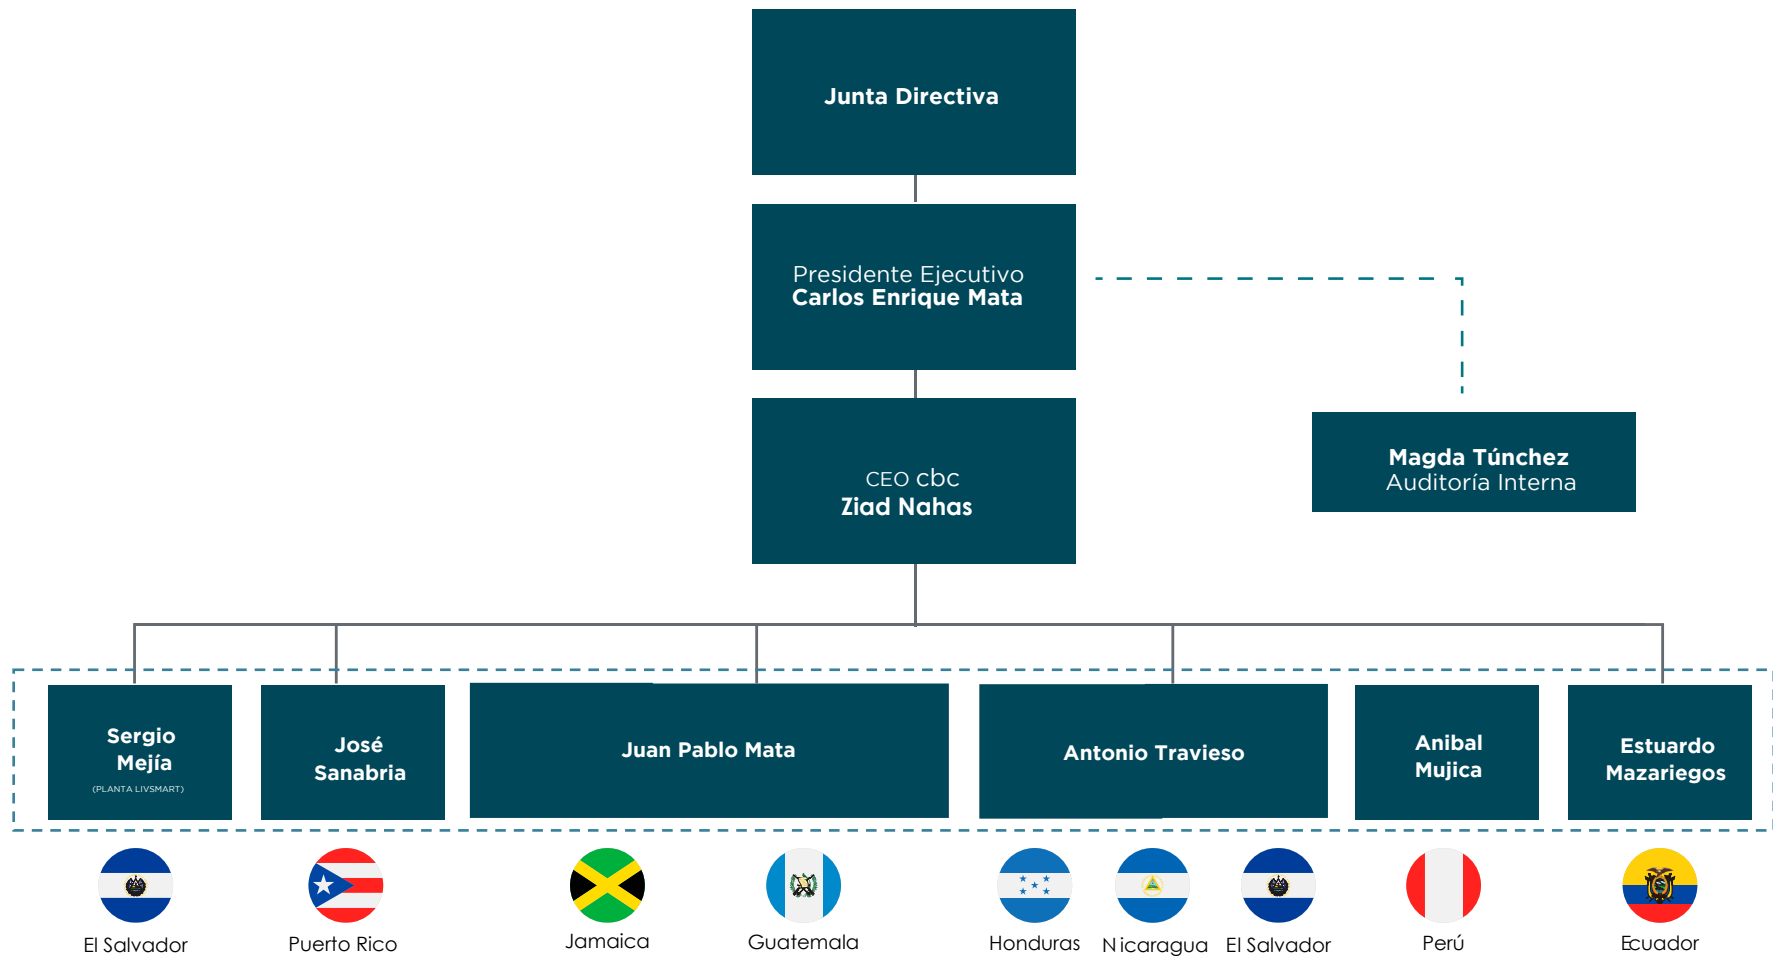 Junta Directiva
Presidente Ejecutivo
Carlos Enrique Mata
CEO cbc
Ziad Nahas
Magda Túnchez
Auditoría Interna
Sergio
Mejía
(PLANTA LIVSMART)
José
Sanabria
Juan Pablo Mata
Antonio Travieso
Anibal
Mujica
Estuardo
Mazariegos
El Salvador
Puerto Rico
Jamaica
Guatemala
Honduras
Nicaragua
El Salvador
Perú
Ecuador